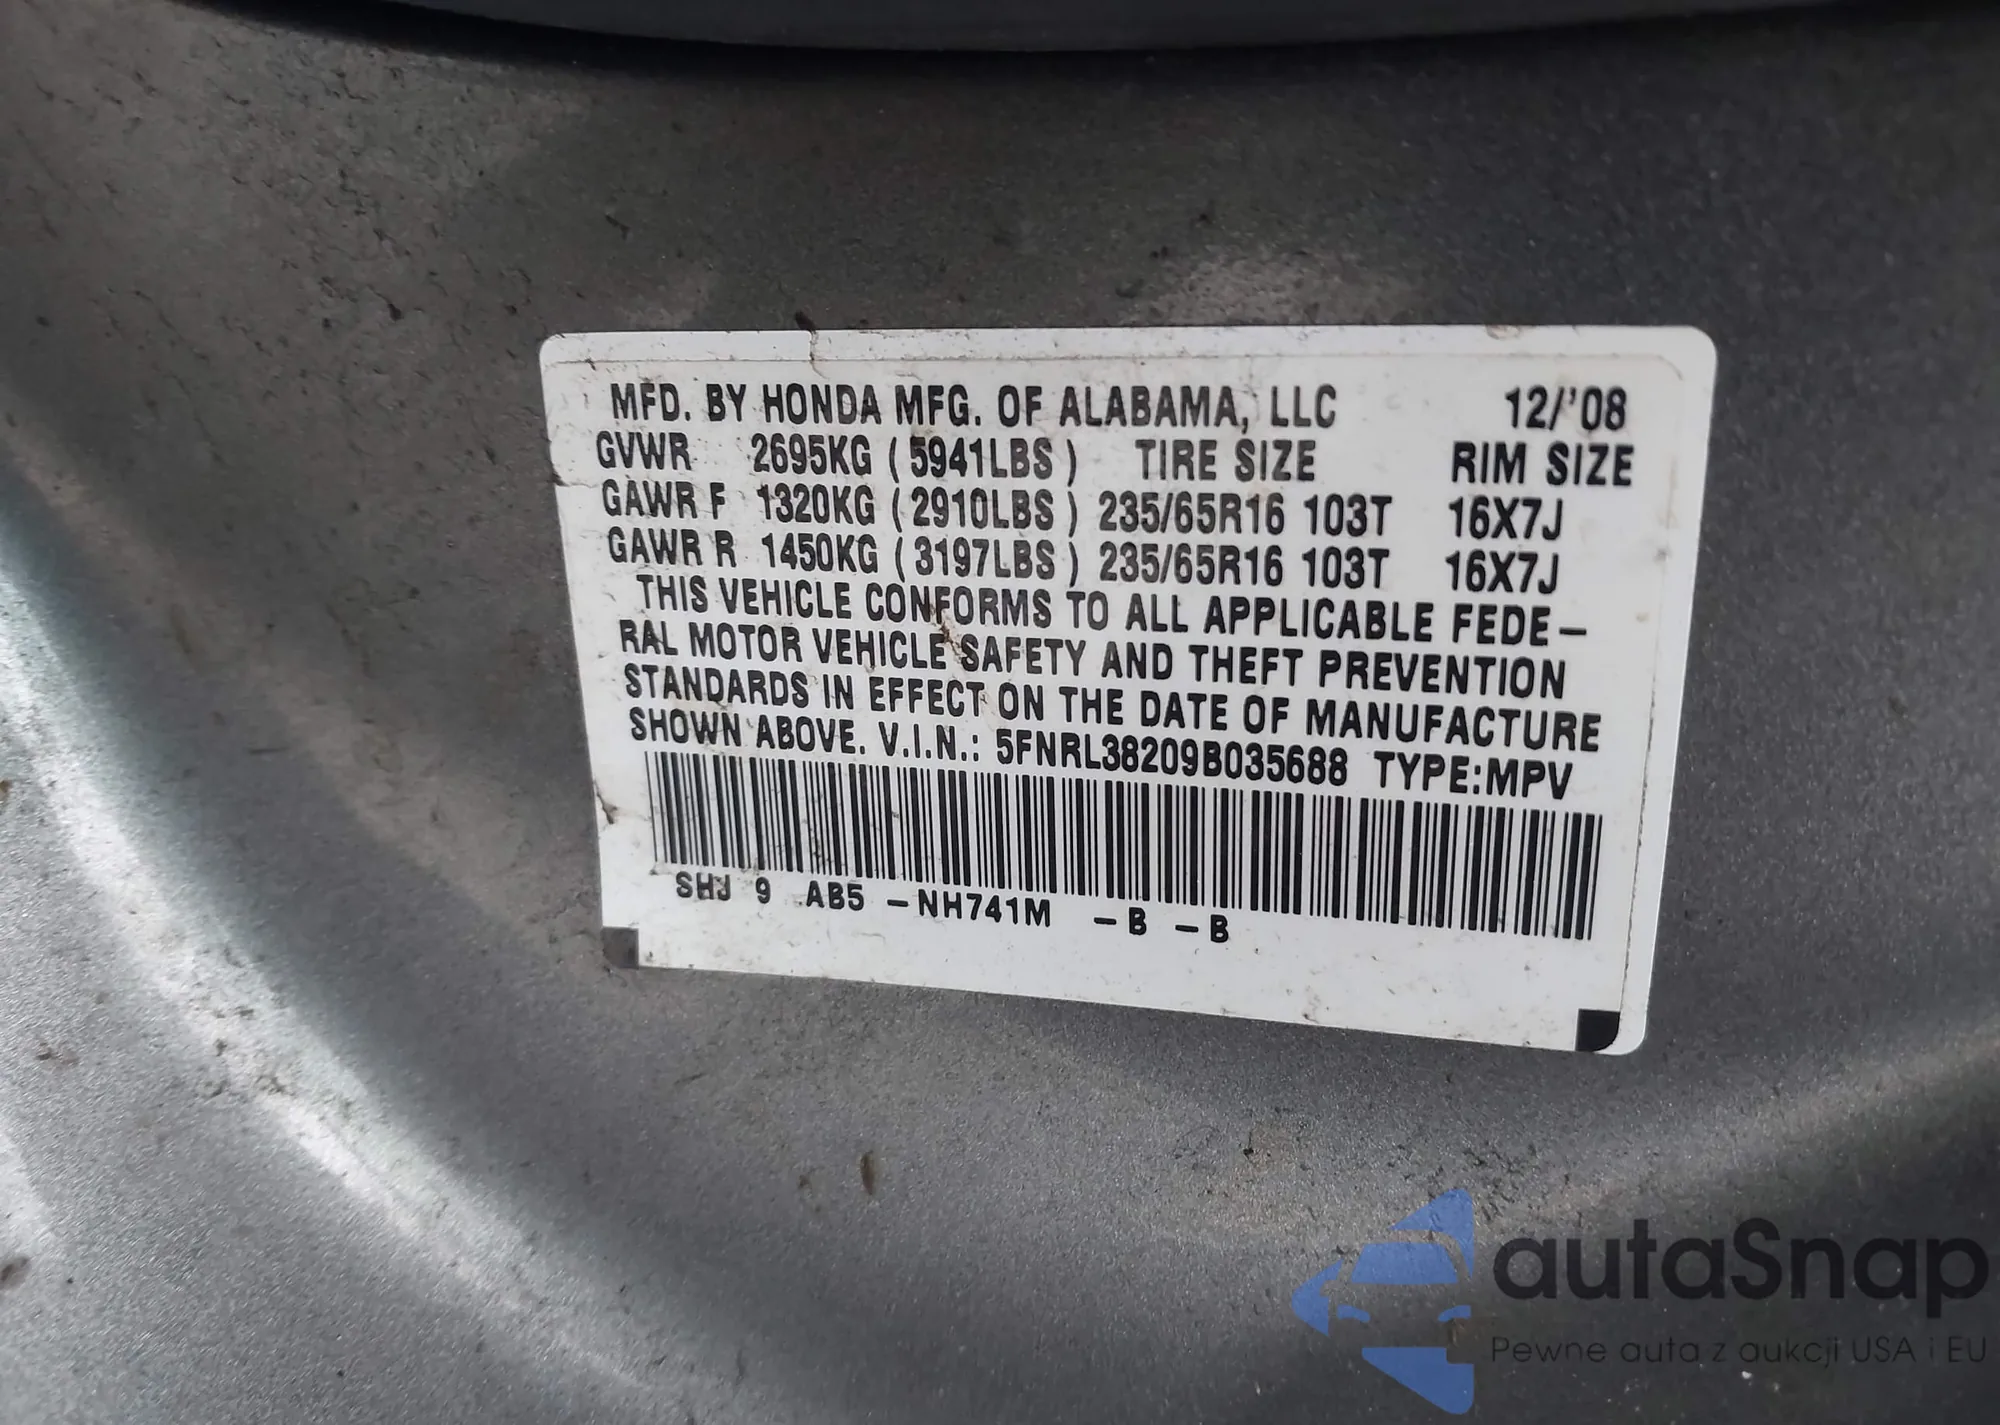 MFD. BY HONDA MFG. OF ALABAMA, LLC 12/'08
GVWR 2695KG ( 5941LBS ) TIRE SIZE RIM SIZE
GAWR F 1320KG ( 2910LBS ) 235/65R16 103T 16X7J
GAWR R 1450KG ( 3197LBS ) 235/65R16 103T 16X7J
THIS VEHICLE CONFORMS TO ALL APPLICABLE FEDE-
RAL MOTOR VEHICLE SAFETY AND THEFT PREVENTION
STANDARDS IN EFFECT ON THE DATE OF MANUFACTURE
SHOWN ABOVE. V.I.N.: 5FNRL38209B035688 TYPE:MPV
SHJ 9 AB5 -NH741M -B -B
autaSnap
Pewne auta z aukcji USA i EU